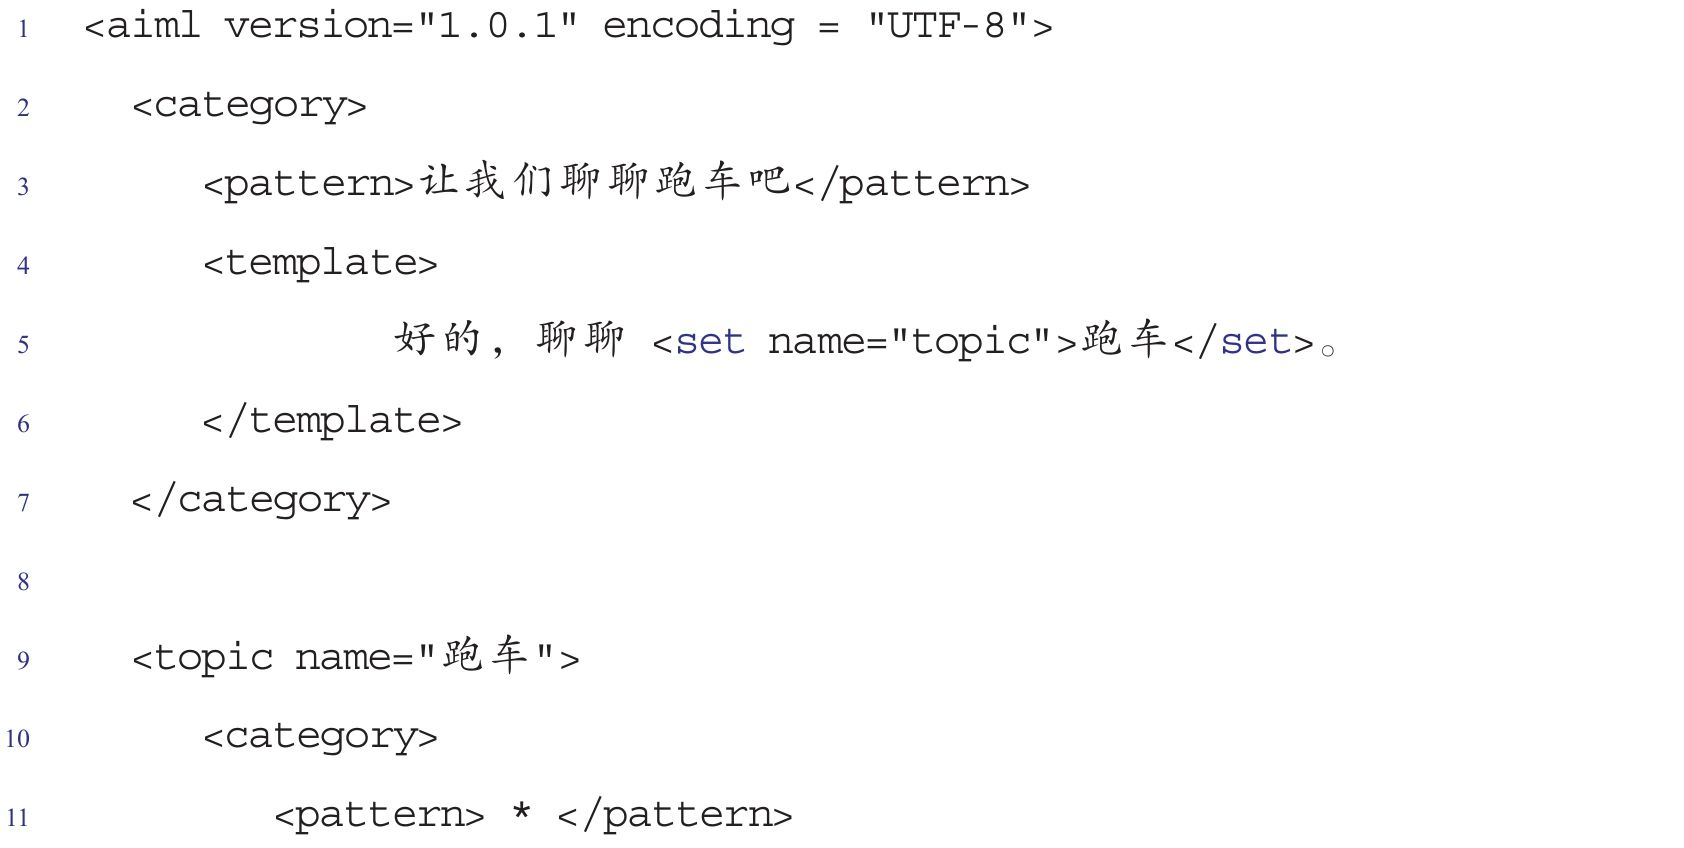 1 <aiml version="1.0.1" encoding = "UTF-8">
2 <category>
3 <pattern>让我们聊聊跑车吧</pattern>
4 <template>
5 好的，聊聊 <set name="topic">跑车</set>。
6 </template>
7 </category>
8
9 <topic name="跑车">
10 <category>
11 <pattern> * </pattern>